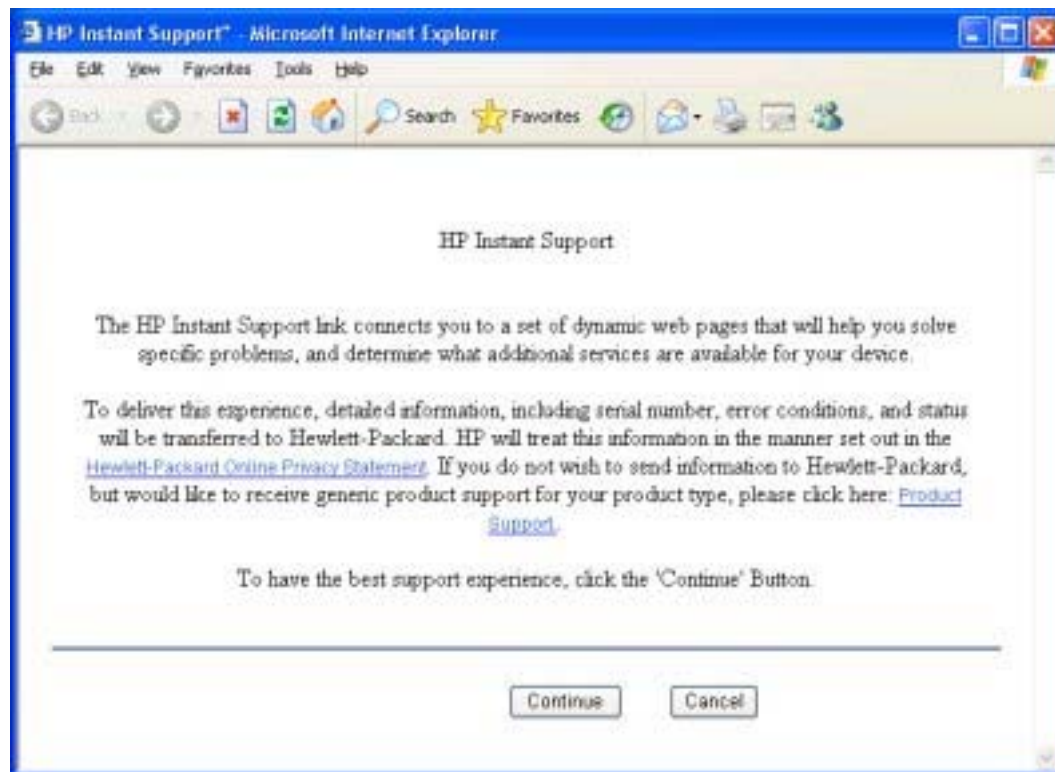 HP Instant Support" - Microsoft Internet Explorer
File Edit View Favorites Tools Help
Back Search Favorites
HP Instant Support
The HP Instant Support link connects you to a set of dynamic web pages that will help you solve
specific problems, and determine what additional services are available for your device.
To deliver this experience, detailed information, including serial number, error conditions, and status
will be transferred to Hewlett-Packard. HP will treat this information in the manner set out in the
Hewlett-Packard Online Privacy Statement. If you do not wish to send information to Hewlett-Packard,
but would like to receive generic product support for your product type, please click here: Product
Support.
To have the best support experience, click the 'Continue' Button.
Continue Cancel